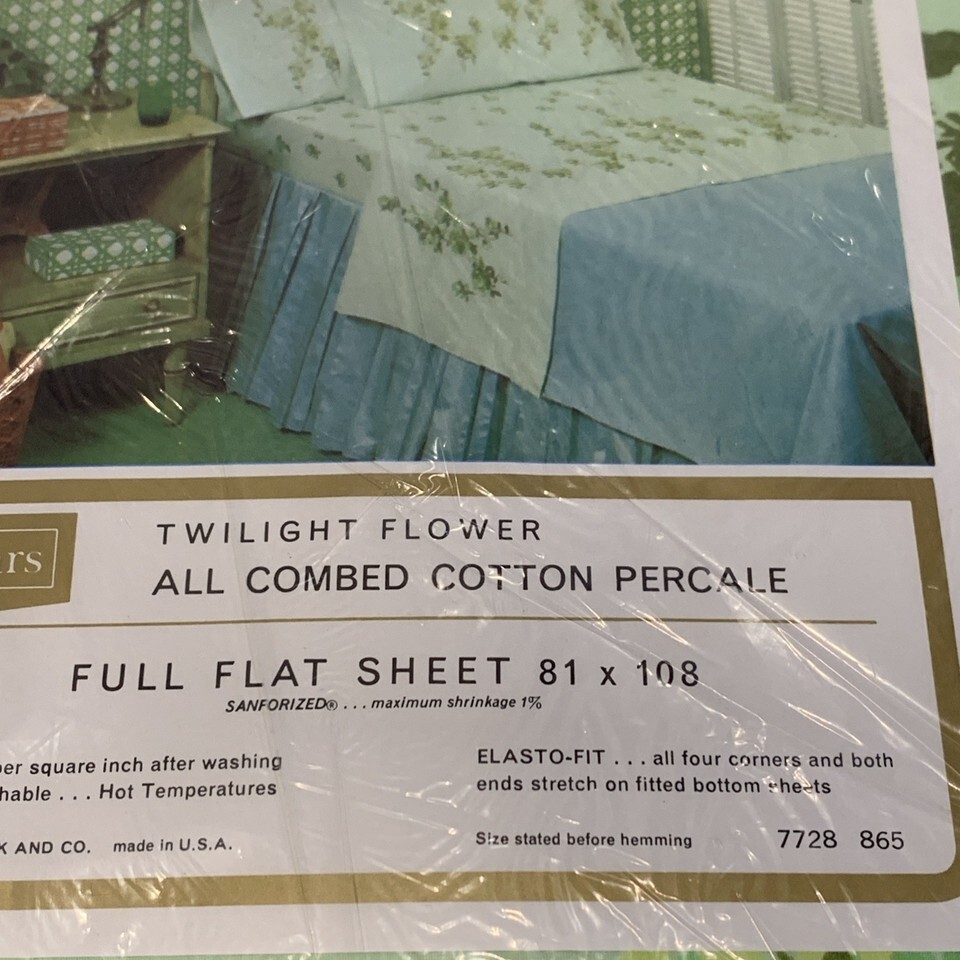 TWILIGHT FLOWER
ALL COMBED COTTON PERCALE
FULL FLAT SHEET 81 x 108
SANFORIZED® . . . maximum shrinkage 1%
per square inch after washing
. . . Hot Temperatures
ELASTO-FIT . . . all four corners and both
ends stretch on fitted bottom sheets
AND CO. made in U.S.A.
Size stated before hemming 7728 865